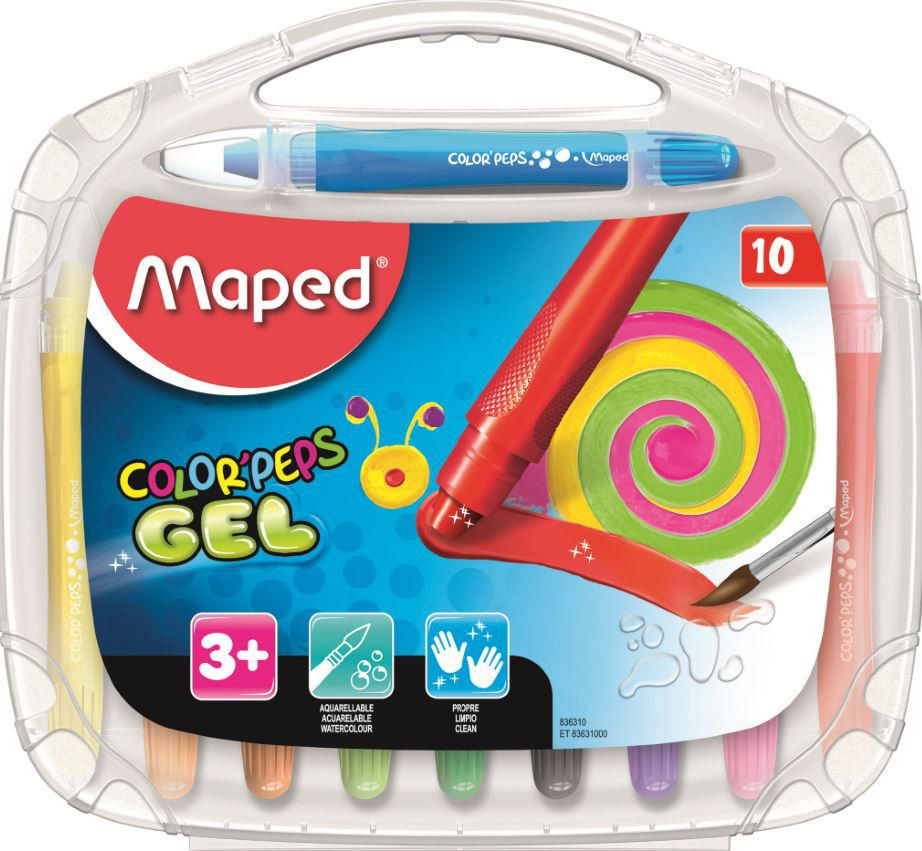 COLOR'PEPS Maped
Maped®
10
COLOR'PEPS
GEL
COLOR'PEPS Maped
COLOR'PEPS Maped
3+
AQUARELLABLE
ACUARELABLE
WATERCOLOUR
PROPRE
LIMPIO
CLEAN
836310
ET 83631000